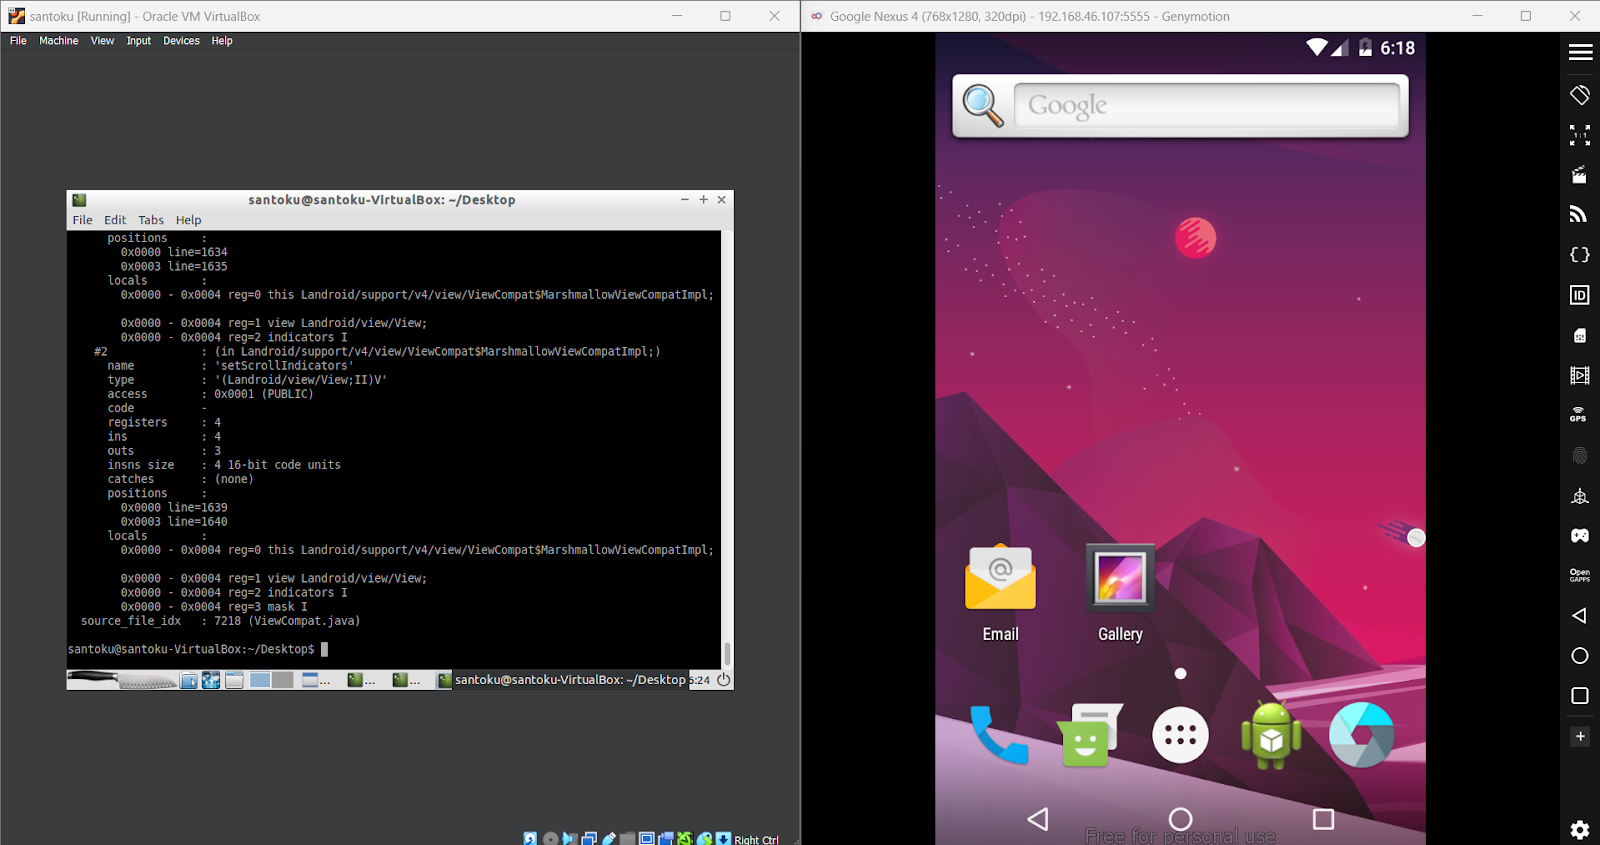 santoku [Running] - Oracle VM VirtualBox
File Machine View Input Devices Help
santoku@santoku-VirtualBox: ~/Desktop
File Edit Tabs Help
positions :
0x0000 line=1634
0x0003 line=1635
locals :
0x0000 - 0x0004 reg=0 this Landroid/support/v4/view/ViewCompat$MarshmallowViewCompatImpl;
0x0000 - 0x0004 reg=1 view Landroid/view/View;
0x0000 - 0x0004 reg=2 indicators I
#2 : (in Landroid/support/v4/view/ViewCompat$MarshmallowViewCompatImpl;)
name : 'setScrollIndicators'
type : '(Landroid/view/View;II)V'
access : 0x0001 (PUBLIC)
code -
registers : 4
ins : 4
outs : 3
insns size : 4 16-bit code units
catches : (none)
positions :
0x0000 line=1639
0x0003 line=1640
locals :
0x0000 - 0x0004 reg=0 this Landroid/support/v4/view/ViewCompat$MarshmallowViewCompatImpl;
0x0000 - 0x0004 reg=1 view Landroid/view/View;
0x0000 - 0x0004 reg=2 indicators I
0x0000 - 0x0004 reg=3 mask I
source_file_idx : 7218 (ViewCompat.java)
santoku@santoku-VirtualBox:~/Desktop$
... ... ... santoku@santoku-VirtualBox: ~/Desktop 6:24
Right Ctrl
Google Nexus 4 (768x1280, 320dpi) - 192.168.46.107:5555 - Genymotion
6:18
Google
Email Gallery
Free for personal use
1:1
ID
GPS
Open
GAPPS